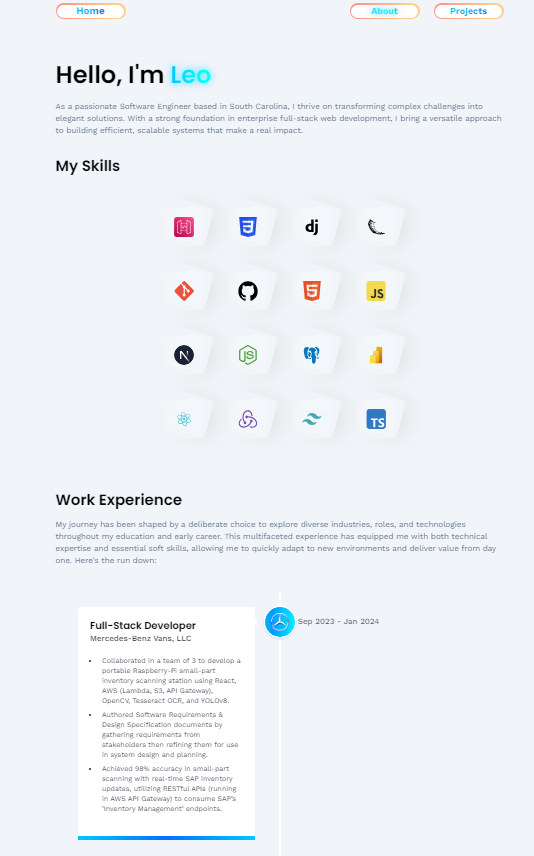 Home
About
Projects
Hello, I'm Leo
As a passionate Software Engineer based in South Carolina, I thrive on transforming complex challenges into
elegant solutions. With a strong foundation in enterprise full-stack web development, I bring a versatile approach
to building efficient, scalable systems that make a real impact.
My Skills
dj
JS
N
JS
TS
Work Experience
My journey has been shaped by a deliberate choice to explore diverse industries, roles, and technologies
throughout my education and early career. This multifaceted experience has equipped me with both technical
expertise and essential soft skills, allowing me to quickly adapt to new environments and deliver value from day
one. Here's the run down:
Full-Stack Developer
Mercedes-Benz Vans, LLC
Sep 2023 - Jan 2024
• Collaborated in a team of 3 to develop a
portable Raspberry-Pi small-part
inventory scanning station using React,
AWS (Lambda, S3, API Gateway),
OpenCV, Tesseract OCR, and YOLOv8.
• Authored Software Requirements &
Design Specification documents by
gathering requirements from
stakeholders then refining them for use
in system design and planning.
• Achieved 98% accuracy in small-part
scanning with real-time SAP inventory
updates, utilizing RESTful APIs (running
in AWS API Gateway) to consume SAP's
'Inventory Management' endpoints.